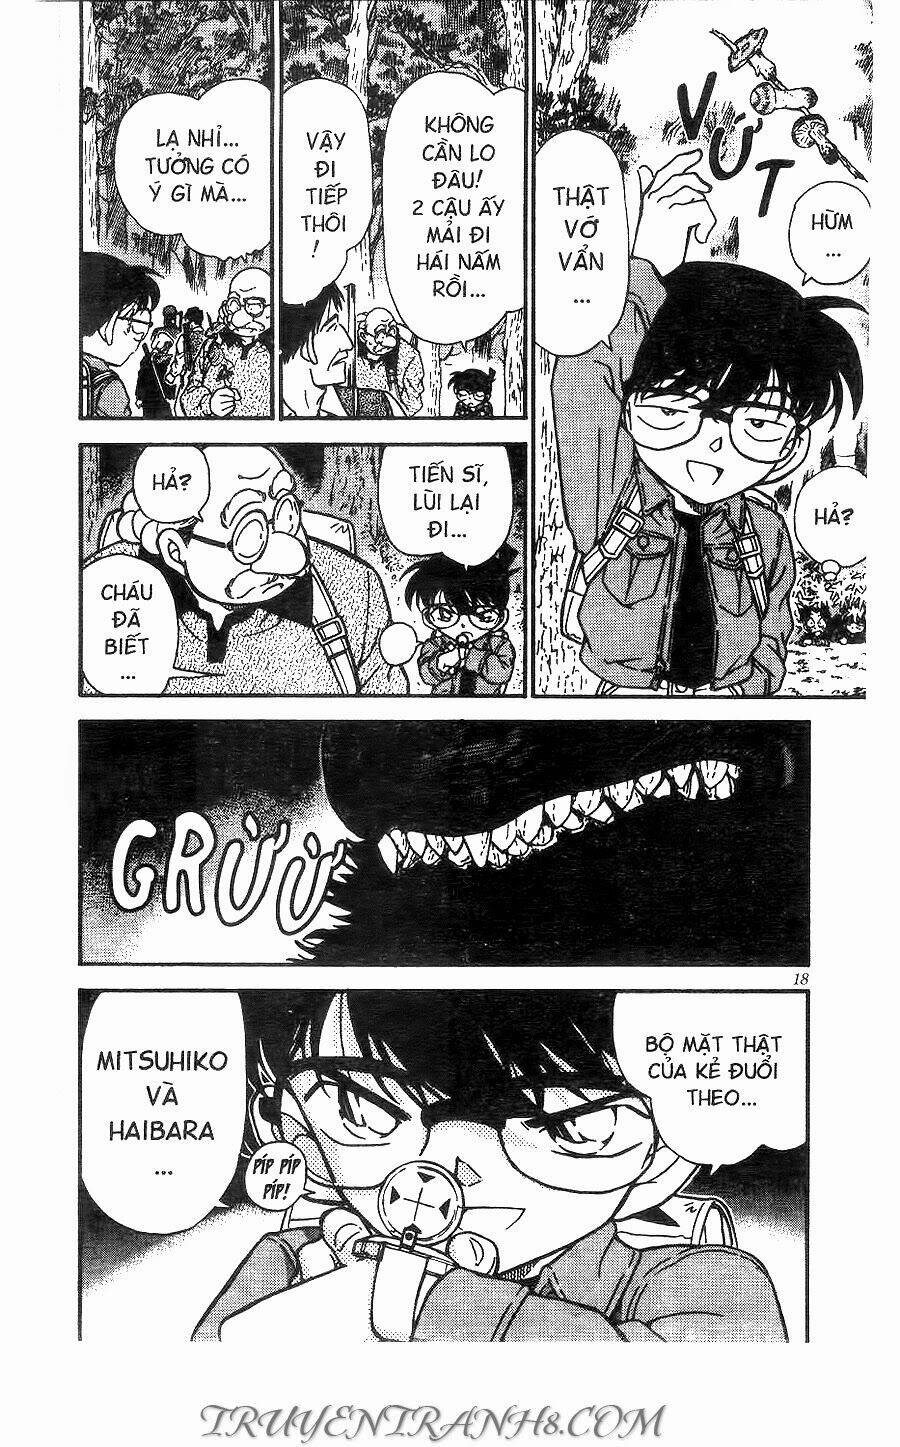 VỨT
HỪM
...
THẬT
VỚ
VẨN
...
HẢ?
KHÔNG
CẦN LO
ĐÂU!
2 CẬU ẤY
MẢI ĐI
HÁI NẤM
RỒI...
VẬY
ĐI
TIẾP
THÔI
!
LẠ NHỈ...
TƯỞNG CÓ
Ý GÌ MÀ...
TIẾN SĨ,
LÙI LẠI
ĐI...
HẢ?
CHÁU
ĐÃ
BIẾT
...
GRỪỪ
18
BỘ MẶT THẬT
CỦA KẺ ĐUỔI
THEO...
MITSUHIKO
VÀ
HAIBARA
...
PÍP PÍP
PÍP!
TRUYENTRANH8.COM